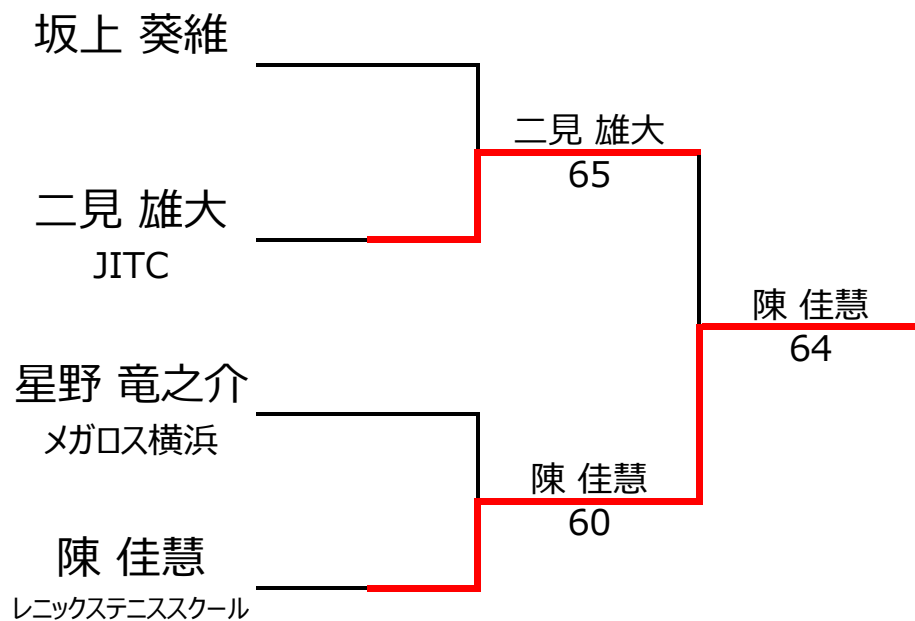 坂上 葵維
二見 雄大
65
二見 雄大
JITC
陳 佳慧
64
星野 竜之介
メガロス横浜
陳 佳慧
60
陳 佳慧
レニックステニススクール